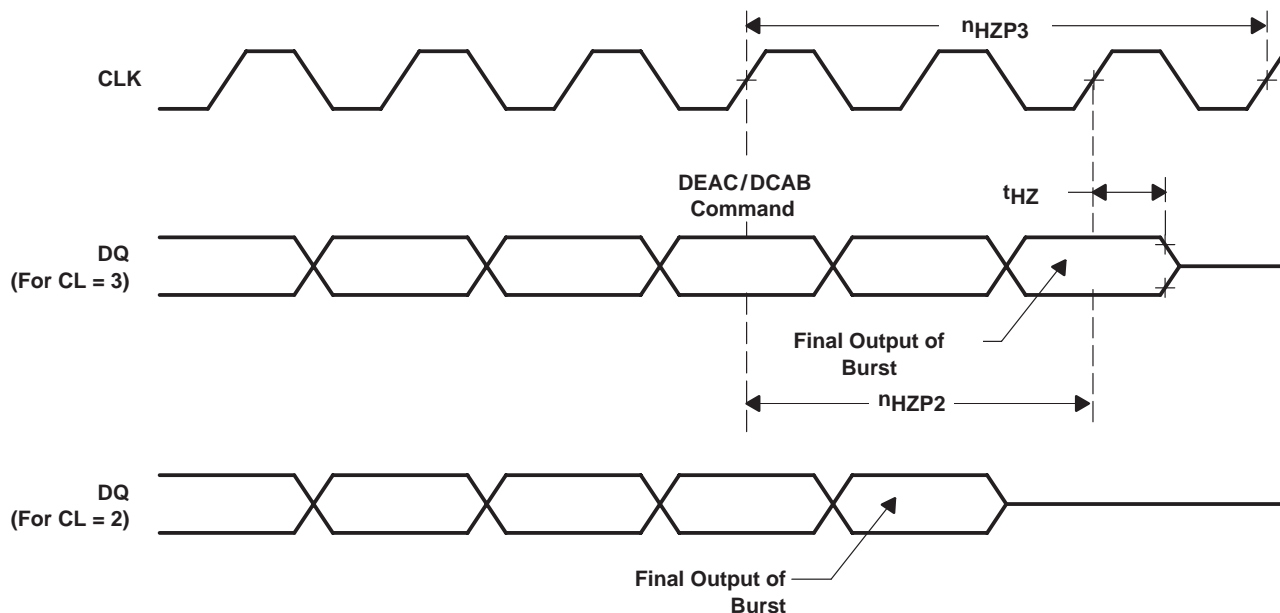 nHZP3
CLK
DEAC/DCAB
Command
tHZ
DQ
(For CL = 3)
Final Output of
Burst
nHZP2
DQ
(For CL = 2)
Final Output of
Burst